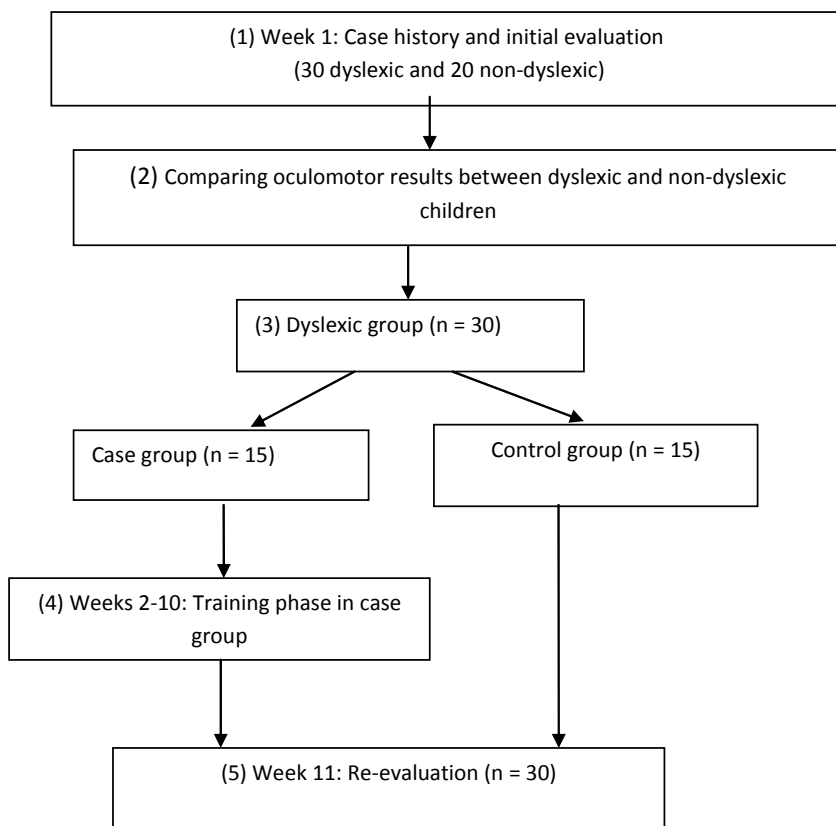 (1) Week 1: Case history and initial evaluation
(30 dyslexic and 20 non-dyslexic)
(2) Comparing oculomotor results between dyslexic and non-dyslexic
children
(3) Dyslexic group (n = 30)
Case group (n = 15)
Control group (n = 15)
(4) Weeks 2-10: Training phase in case
group
(5) Week 11: Re-evaluation (n = 30)